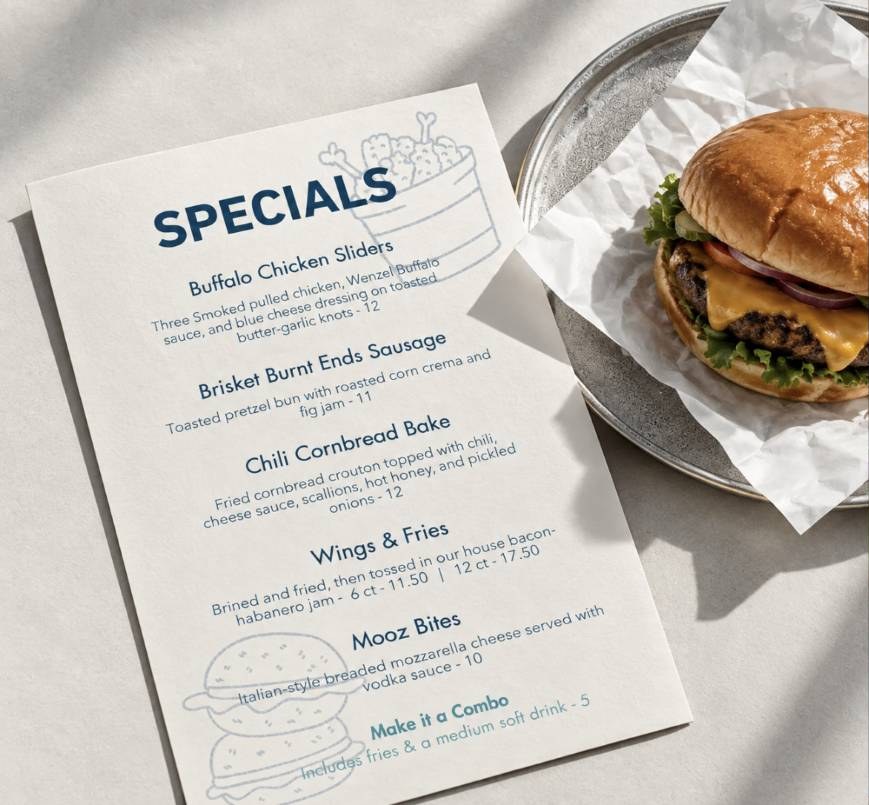 SPECIALS
Buffalo Chicken Sliders
Three Smoked pulled chicken, Wenzel Buffalo
sauce, and blue cheese dressing on toasted
butter-garlic knots - 12
Brisket Burnt Ends Sausage
Toasted pretzel bun with roasted corn crema and
fig jam - 11
Chili Cornbread Bake
Fried cornbread crouton topped with chili,
cheese sauce, scallions, hot honey, and pickled
onions - 12
Wings & Fries
Brined and fried, then tossed in our house bacon-
habanero jam - 6 ct - 11.50 | 12 ct - 17.50
Mooz Bites
Italian-style breaded mozzarella cheese served with
vodka sauce - 10
Make it a Combo
Includes fries & a medium soft drink - 5